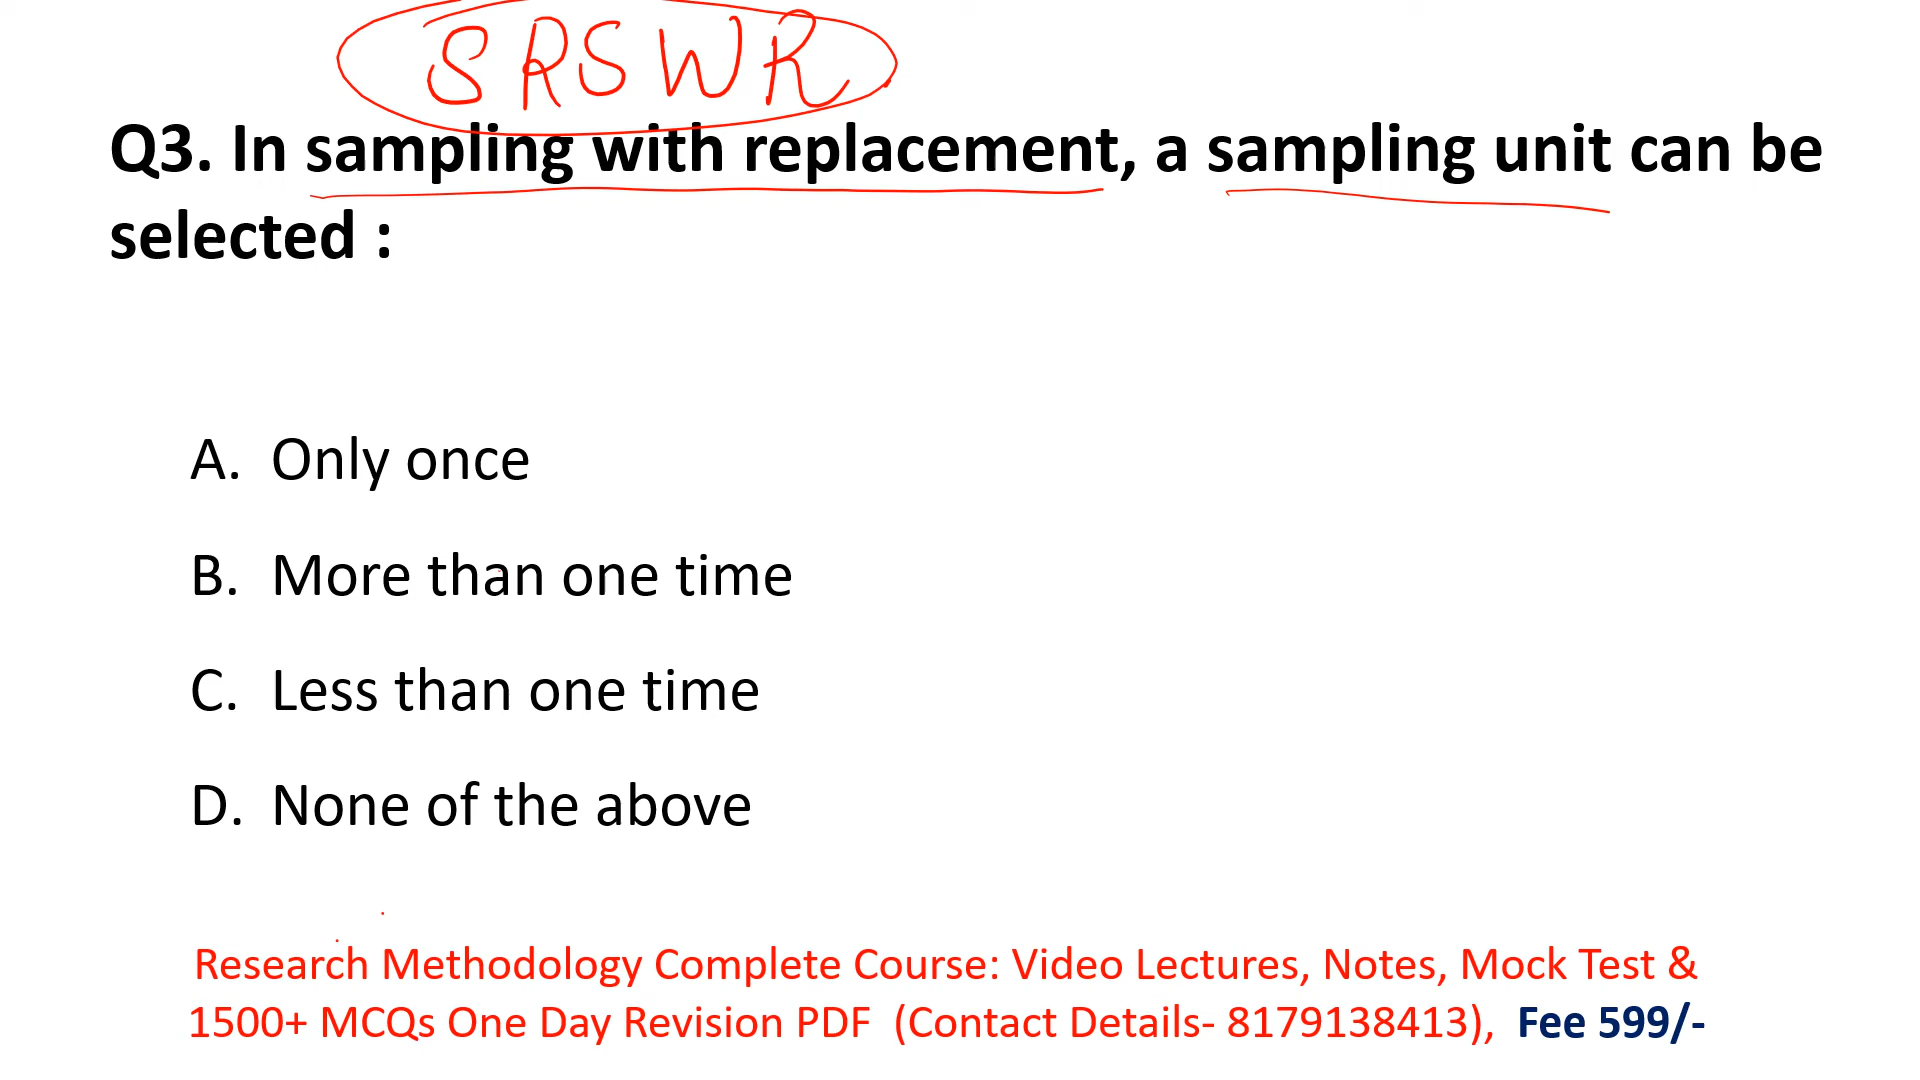 SRSWR
Q3. In sampling with replacement, a sampling unit can be
selected :
A. Only once
B. More than one time
C. Less than one time
D. None of the above
Research Methodology Complete Course: Video Lectures, Notes, Mock Test &
1500+ MCQs One Day Revision PDF (Contact Details- 8179138413), Fee 599/-